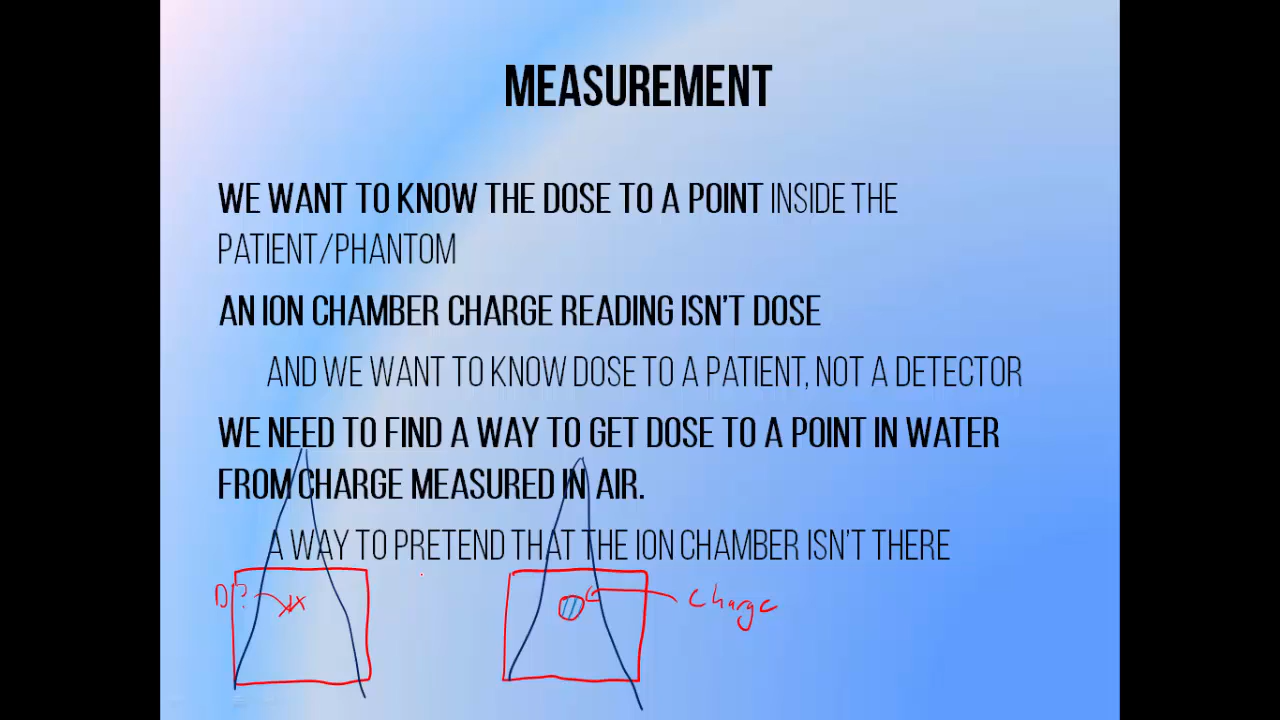 MEASUREMENT
WE WANT TO KNOW THE DOSE TO A POINT INSIDE THE
PATIENT/PHANTOM
AN ION CHAMBER CHARGE READING ISN'T DOSE
AND WE WANT TO KNOW DOSE TO A PATIENT, NOT A DETECTOR
WE NEED TO FIND A WAY TO GET DOSE TO A POINT IN WATER
FROM CHARGE MEASURED IN AIR.
A WAY TO PRETEND THAT THE ION CHAMBER ISN'T THERE
D?
Charge